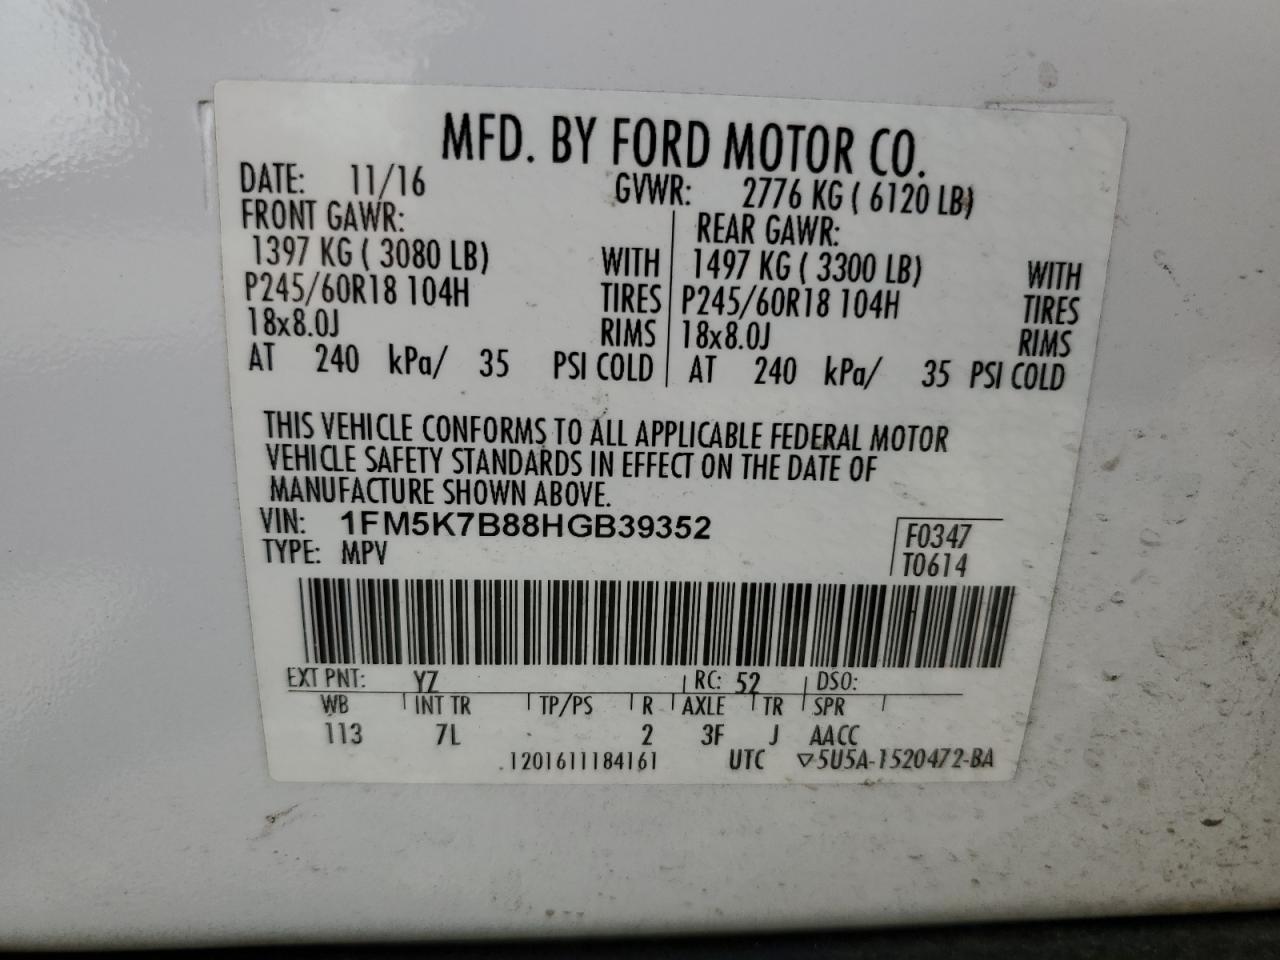 MFD. BY FORD MOTOR CO.
DATE: 11/16 GVWR: 2776 KG ( 6120 LB)
FRONT GAWR: REAR GAWR:
1397 KG ( 3080 LB) WITH 1497 KG ( 3300 LB) WITH
P245/60R18 104H TIRES P245/60R18 104H TIRES
18x8.0J RIMS 18x8.0J RIMS
AT 240 kPa/ 35 PSI COLD AT 240 kPa/ 35 PSI COLD
THIS VEHICLE CONFORMS TO ALL APPLICABLE FEDERAL MOTOR
VEHICLE SAFETY STANDARDS IN EFFECT ON THE DATE OF
MANUFACTURE SHOWN ABOVE.
VIN: 1FM5K7B88HGB39352 F0347
TYPE: MPV T0614
EXT PNT: YZ RC: 52 DSO:
WB INT TR TP/PS R AXLE TR SPR
113 7L 2 3F J AACC
.1201611184161 UTC ▽5U5A-1520472-BA